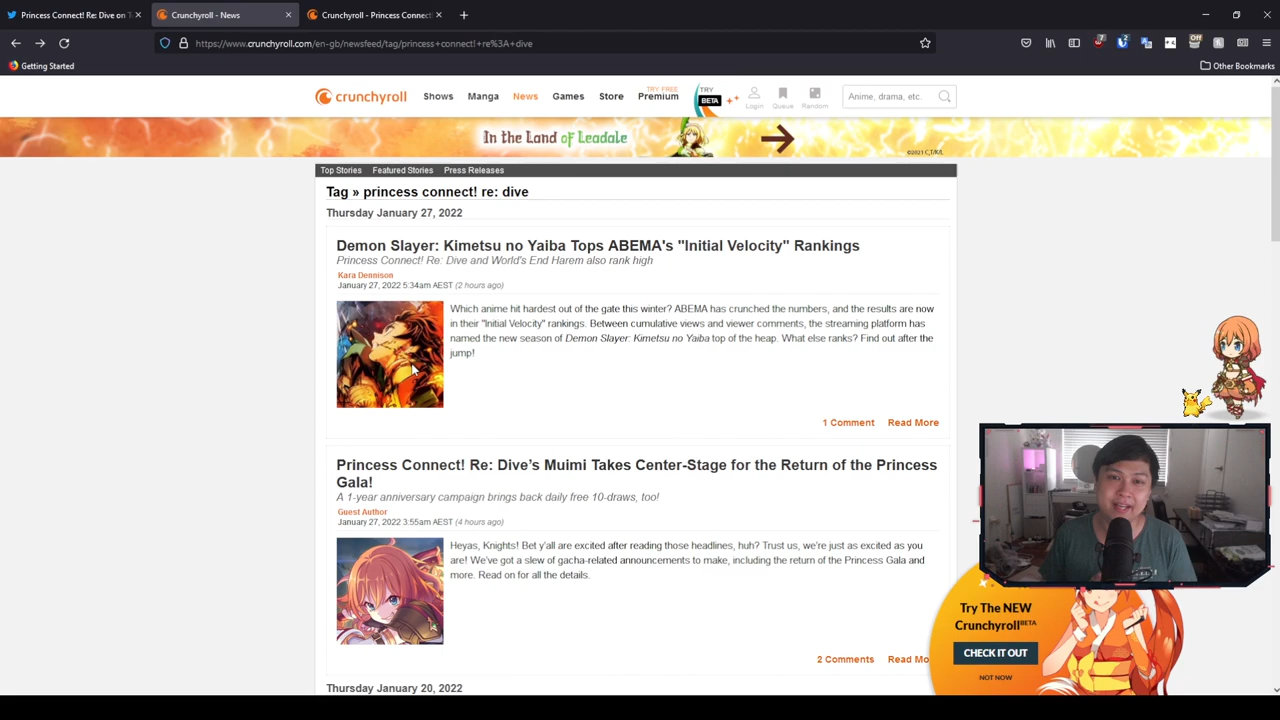 Princess Connect! Re: Dive on T
Crunchyroll - News
Crunchyroll - Princess Connect!
https://www.crunchyroll.com/en-gb/newsfeed/tag/princess+connect!+re%3A+dive
7
2
Off
Getting Started
Other Bookmarks
crunchyroll
Shows
Manga
News
Games
Store
TRY FREE
Premium
TRY
BETA
Login
Queue
Random
Anime, drama, etc.
In the Land of Leadale
©2021 C,T/K/L
Top Stories
Featured Stories
Press Releases
Tag » princess connect! re: dive
Thursday January 27, 2022
Demon Slayer: Kimetsu no Yaiba Tops ABEMA's "Initial Velocity" Rankings
Princess Connect! Re: Dive and World's End Harem also rank high
Kara Dennison
January 27, 2022 5:34am AEST (2 hours ago)
Which anime hit hardest out of the gate this winter? ABEMA has crunched the numbers, and the results are now
in their "Initial Velocity" rankings. Between cumulative views and viewer comments, the streaming platform has
named the new season of Demon Slayer: Kimetsu no Yaiba top of the heap. What else ranks? Find out after the
jump!
1 Comment
Read More
Princess Connect! Re: Dive’s Muimi Takes Center-Stage for the Return of the Princess
Gala!
A 1-year anniversary campaign brings back daily free 10-draws, too!
Guest Author
January 27, 2022 3:55am AEST (4 hours ago)
Heyas, Knights! Bet y’all are excited after reading those headlines, huh? Trust us, we’re just as excited as you
are! We’ve got a slew of gacha-related announcements to make, including the return of the Princess Gala and
more. Read on for all the details.
2 Comments
Read Mo
Thursday January 20, 2022
Try The NEW
Crunchyroll BETA
CHECK IT OUT
NOT NOW